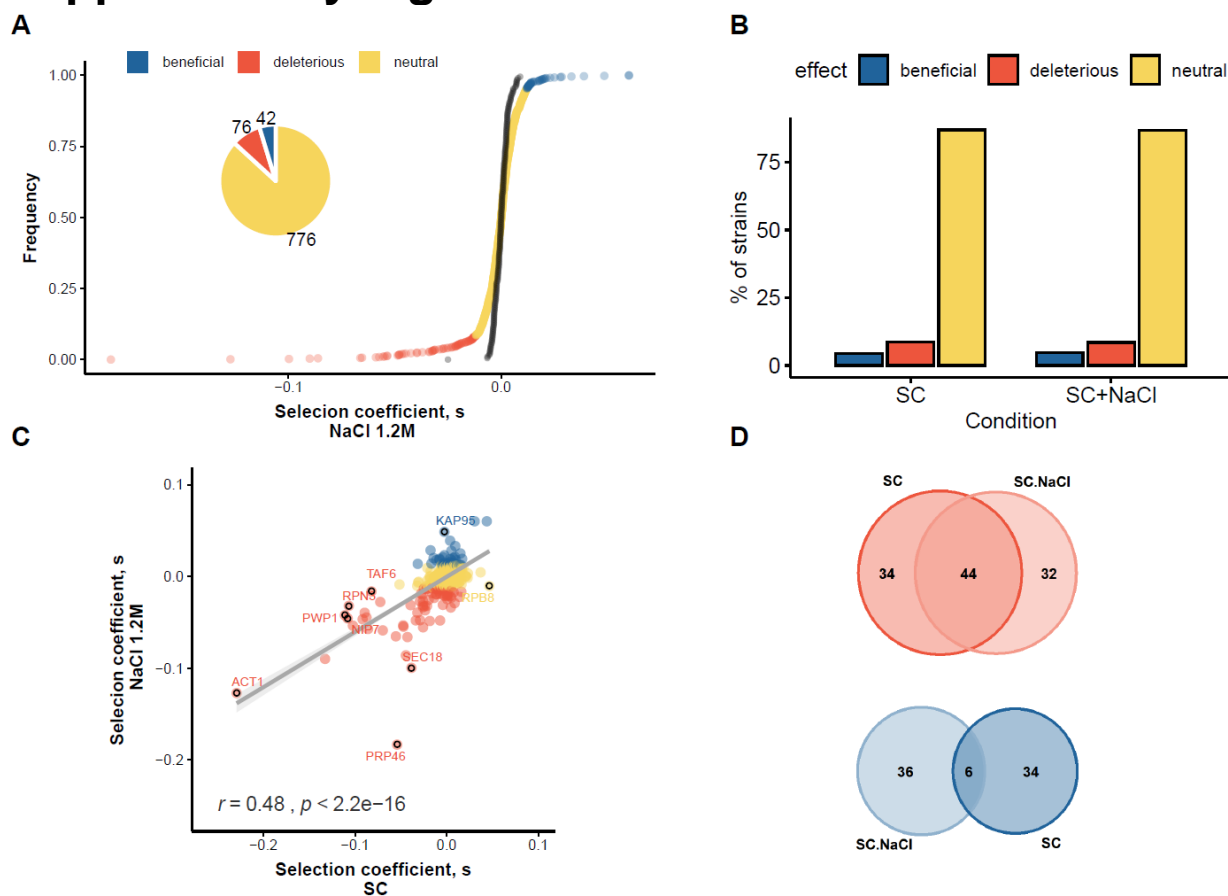 A
beneficial deleterious neutral
1.00
0.75
0.50
0.25
0.00
Frequency
76 42
776
−0.1 0.0
Selecion coefficient, s
NaCl 1.2M
B
effect beneficial deleterious neutral
75
50
25
0
% of strains
SC SC+NaCl
Condition
C
0.1
0.0
−0.1
−0.2
Selecion coefficient, s
NaCl 1.2M
KAP95
TAF6
RPN5
RPB8
PWP1
NIP7
SEC18
ACT1
PRP46
r = 0.48 , p < 2.2e−16
−0.2 −0.1 0.0 0.1
Selection coefficient, s
SC
D
SC
SC.NaCl
34 44 32
36 6 34
SC.NaCl
SC